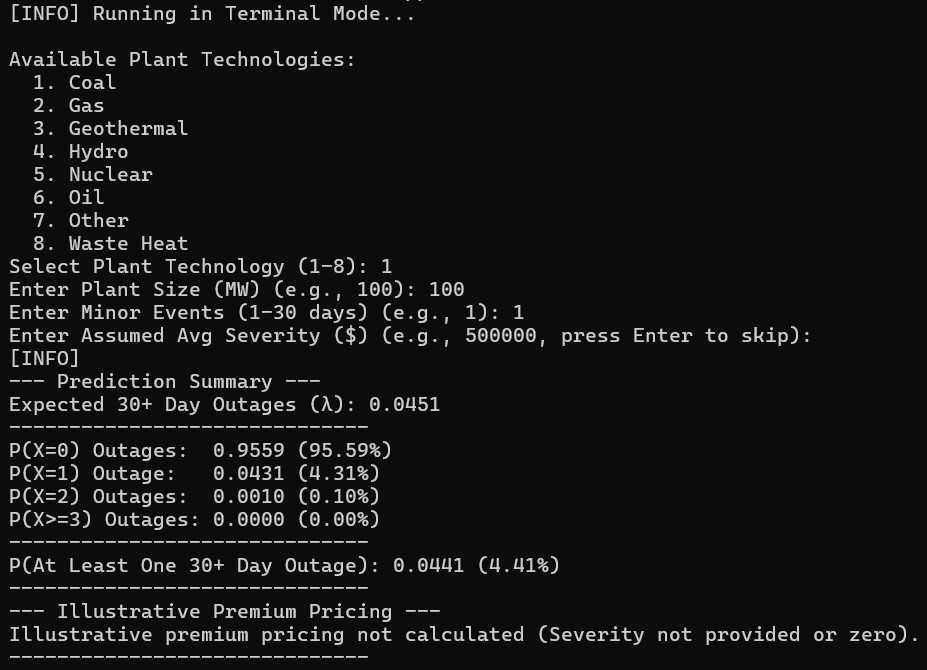 [INFO] Running in Terminal Mode...
Available Plant Technologies:
1. Coal
2. Gas
3. Geothermal
4. Hydro
5. Nuclear
6. Oil
7. Other
8. Waste Heat
Select Plant Technology (1-8): 1
Enter Plant Size (MW) (e.g., 100): 100
Enter Minor Events (1-30 days) (e.g., 1): 1
Enter Assumed Avg Severity ($) (e.g., 500000, press Enter to skip):
[INFO]
--- Prediction Summary ---
Expected 30+ Day Outages (λ): 0.0451
------------------------------
P(X=0) Outages:  0.9559 (95.59%)
P(X=1) Outage:   0.0431 (4.31%)
P(X=2) Outages:  0.0010 (0.10%)
P(X>=3) Outages: 0.0000 (0.00%)
------------------------------
P(At Least One 30+ Day Outage): 0.0441 (4.41%)
------------------------------
--- Illustrative Premium Pricing ---
Illustrative premium pricing not calculated (Severity not provided or zero).
------------------------------